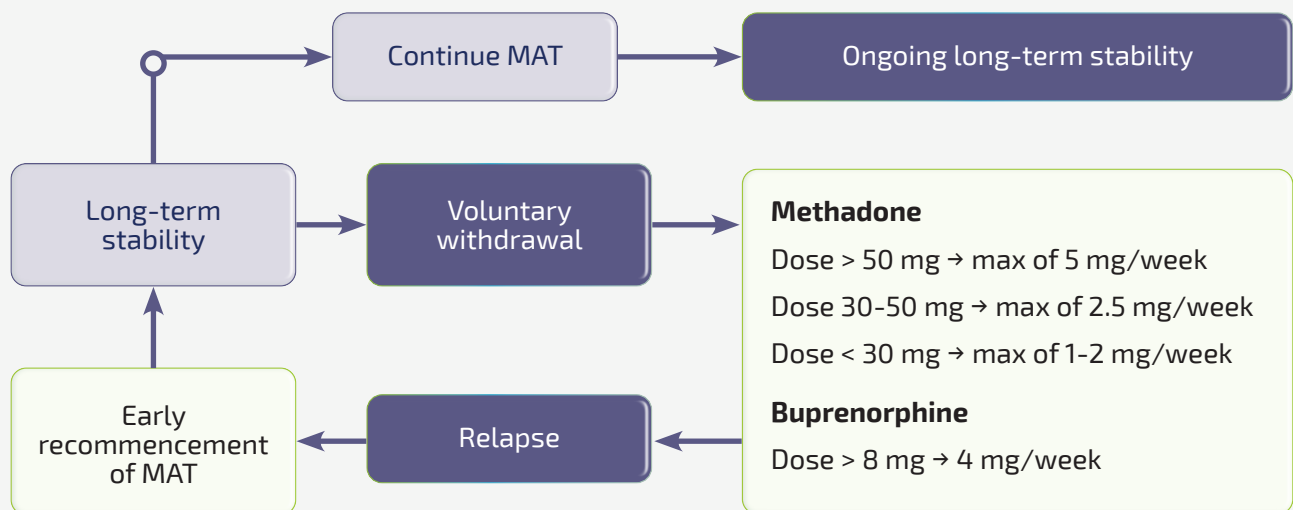 Continue MAT
Ongoing long-term stability
Long-term
stability
Voluntary
withdrawal
Methadone
Dose > 50 mg → max of 5 mg/week
Dose 30-50 mg → max of 2.5 mg/week
Dose < 30 mg → max of 1-2 mg/week
Buprenorphine
Dose > 8 mg → 4 mg/week
Relapse
Early
recommencement
of MAT